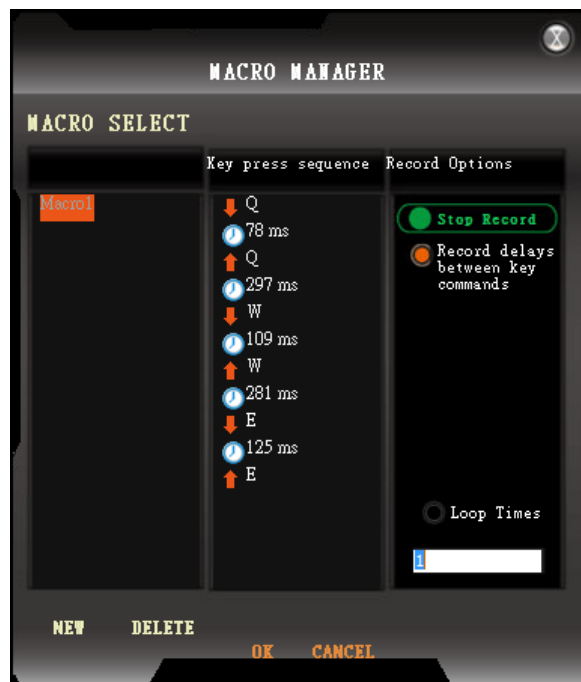 X
MACRO MANAGER
MACRO SELECT
Key press sequence
Record Options
Macro1
Q
78 ms
Q
297 ms
W
109 ms
W
281 ms
E
125 ms
E
Stop Record
Record delays
between key
commands
Loop Times
1
NEW
DELETE
OK
CANCEL